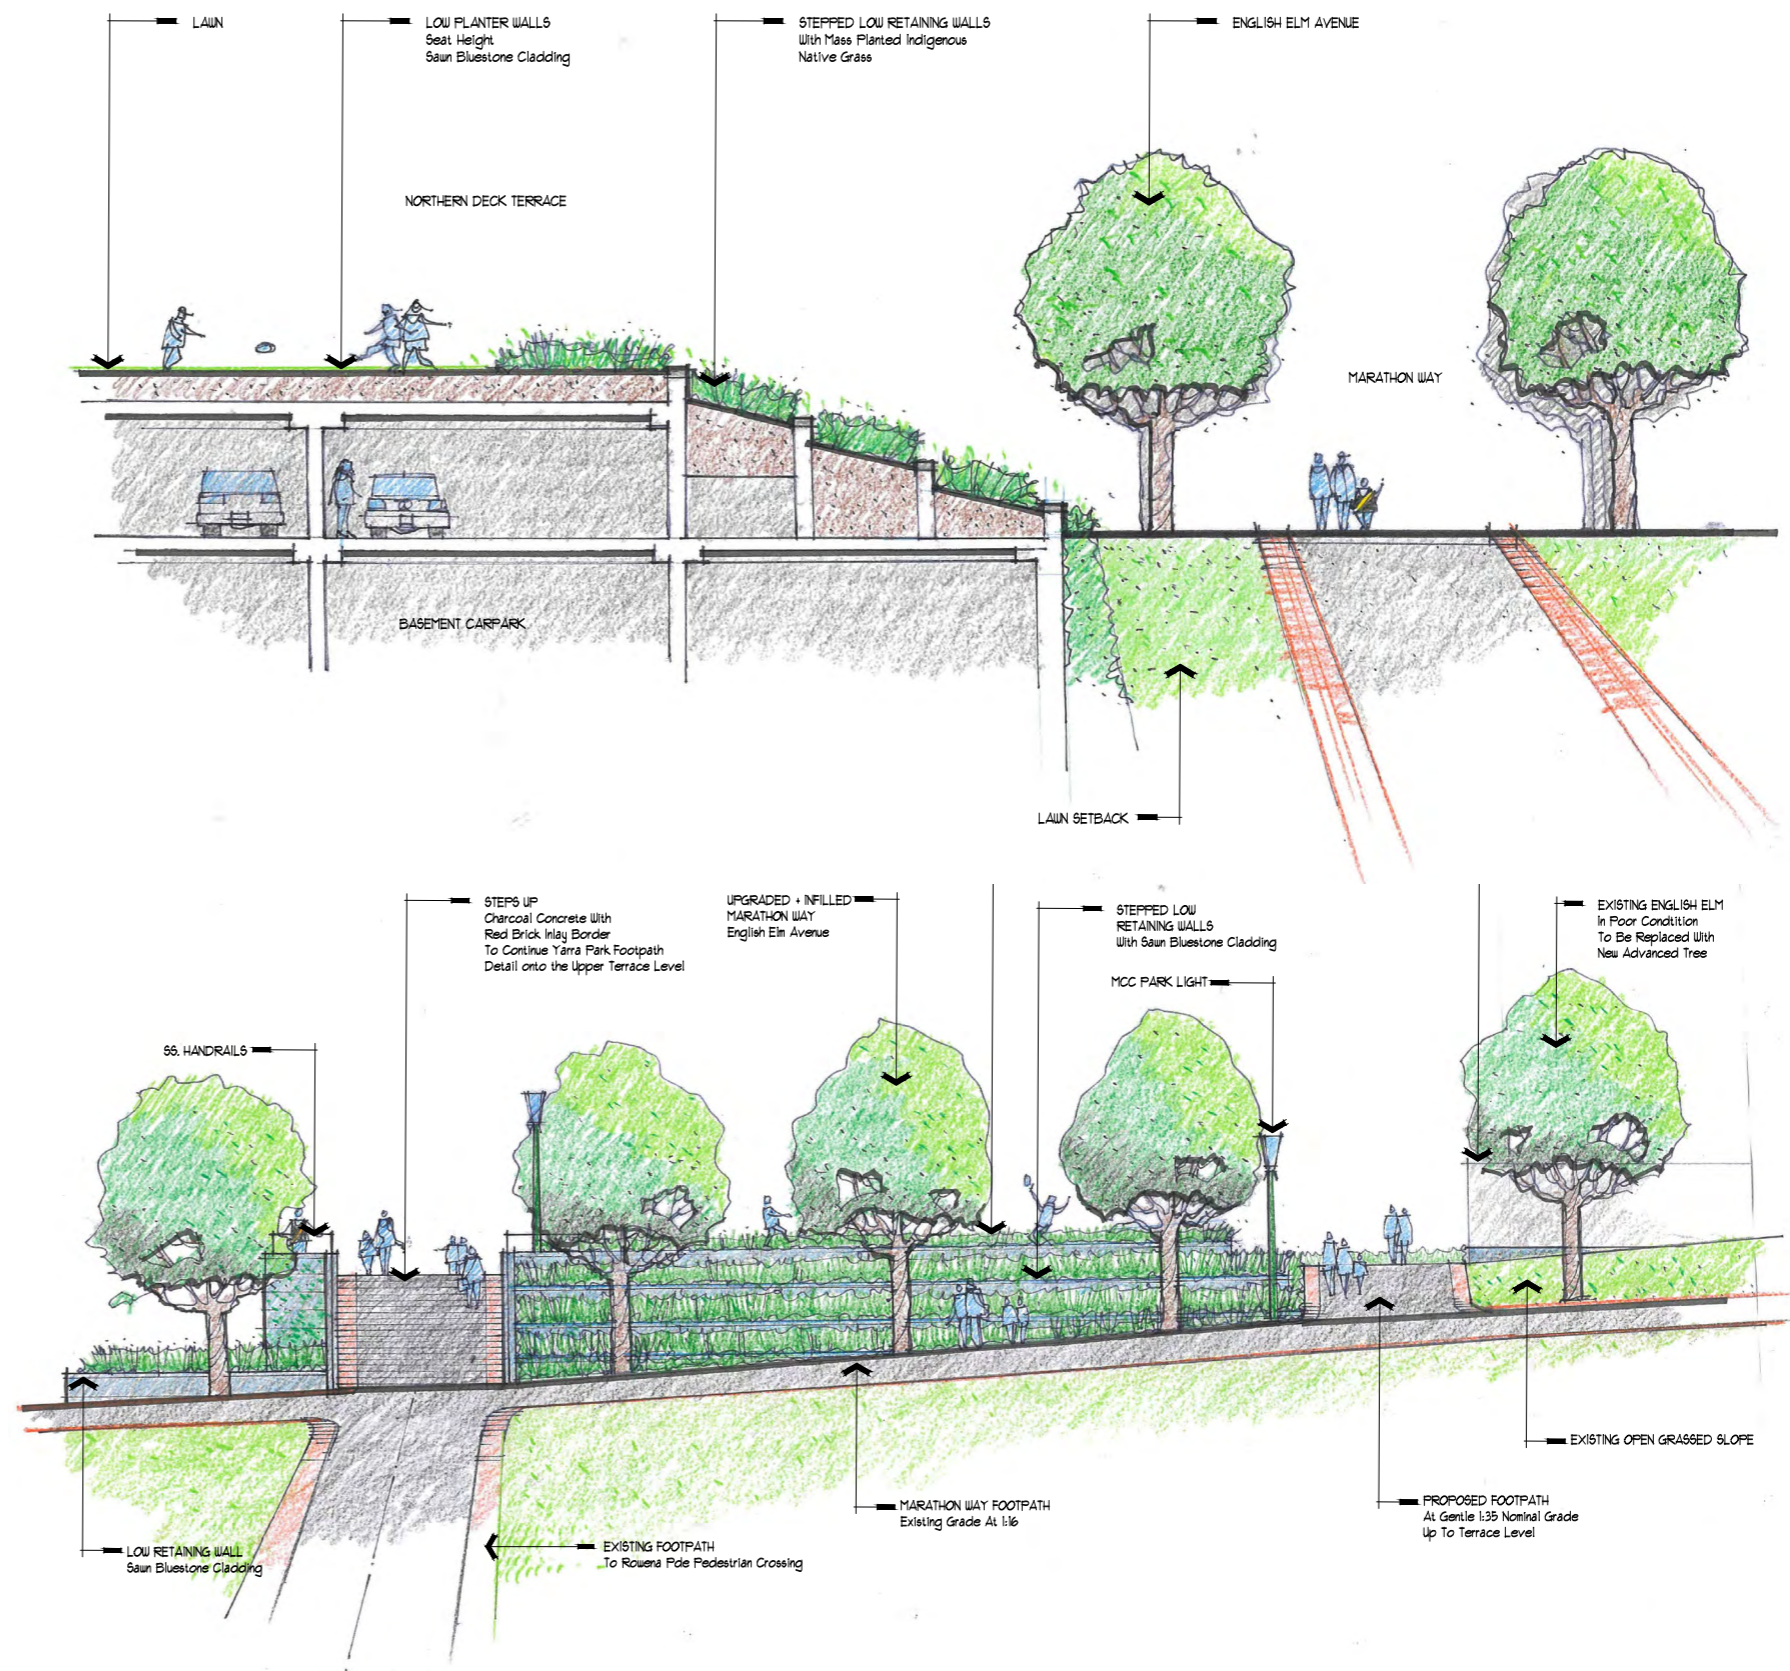 LAWN
LOW PLANTER WALLS
Seat Height
Sawn Bluestone Cladding
STEPPED LOW RETAINING WALLS
With Mass Planted Indigenous
Native Grass
ENGLISH ELM AVENUE
NORTHERN DECK TERRACE
MARATHON WAY
BASEMENT CARPARK
LAWN SETBACK
STEPS UP
Charcoal Concrete With
Red Brick Inlay Border
To Continue Yarra Park Footpath
Detail onto the Upper Terrace Level
UPGRADED + INFILLED
MARATHON WAY
English Elm Avenue
STEPPED LOW
RETAINING WALLS
With Sawn Bluestone Cladding
EXISTING ENGLISH ELM
In Poor Condtition
To Be Replaced With
New Advanced Tree
MCC PARK LIGHT
SS. HANDRAILS
EXISTING OPEN GRASSED SLOPE
MARATHON WAY FOOTPATH
Existing Grade At 1:16
PROPOSED FOOTPATH
At Gentle 1:35 Nominal Grade
Up To Terrace Level
LOW RETAINING WALL
Sawn Bluestone Cladding
EXISTING FOOTPATH
To Rowena Pde Pedestrian Crossing